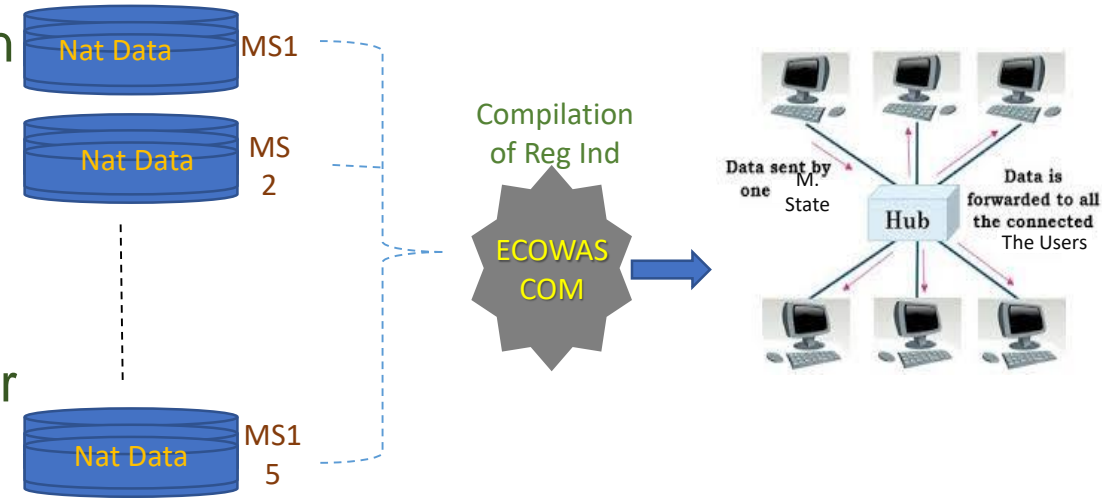 n
Nat Data
MS1
Nat Data
MS
2
r
Nat Data
MS1
5
Compilation
of Reg Ind
ECOWAS
COM
Data sent by
one
M.
State
Hub
Data is
forwarded to all
the connected
The Users